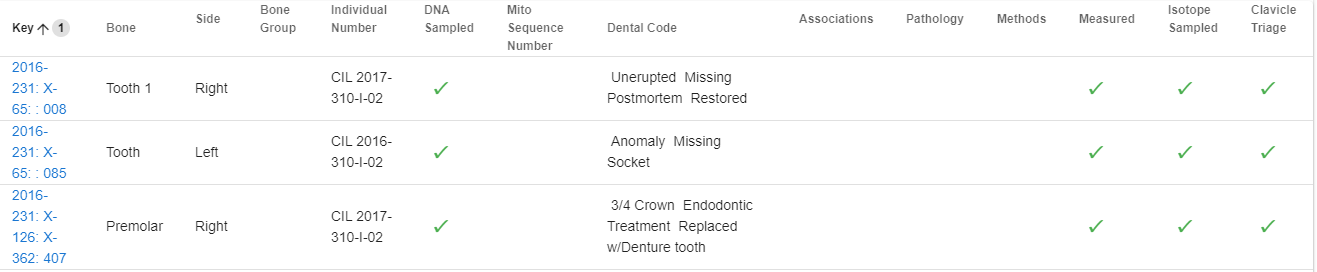 Key ↑ 1 Bone Side Bone Group Individual Number DNA Sampled Mito Sequence Number Dental Code Associations Pathology Methods Measured Isotope Sampled Clavicle Triage
2016-
231: X-
65: : 008
Tooth 1
Right
CIL 2017-
310-I-02
✓
Unerupted Missing
Postmortem Restored
✓
✓
✓
2016-
231: X-
65: : 085
Tooth
Left
CIL 2016-
310-I-02
✓
Anomaly Missing
Socket
✓
✓
✓
2016-
231: X-
126: X-
362: 407
Premolar
Right
CIL 2017-
310-I-02
✓
3/4 Crown Endodontic
Treatment Replaced
w/Denture tooth
✓
✓
✓